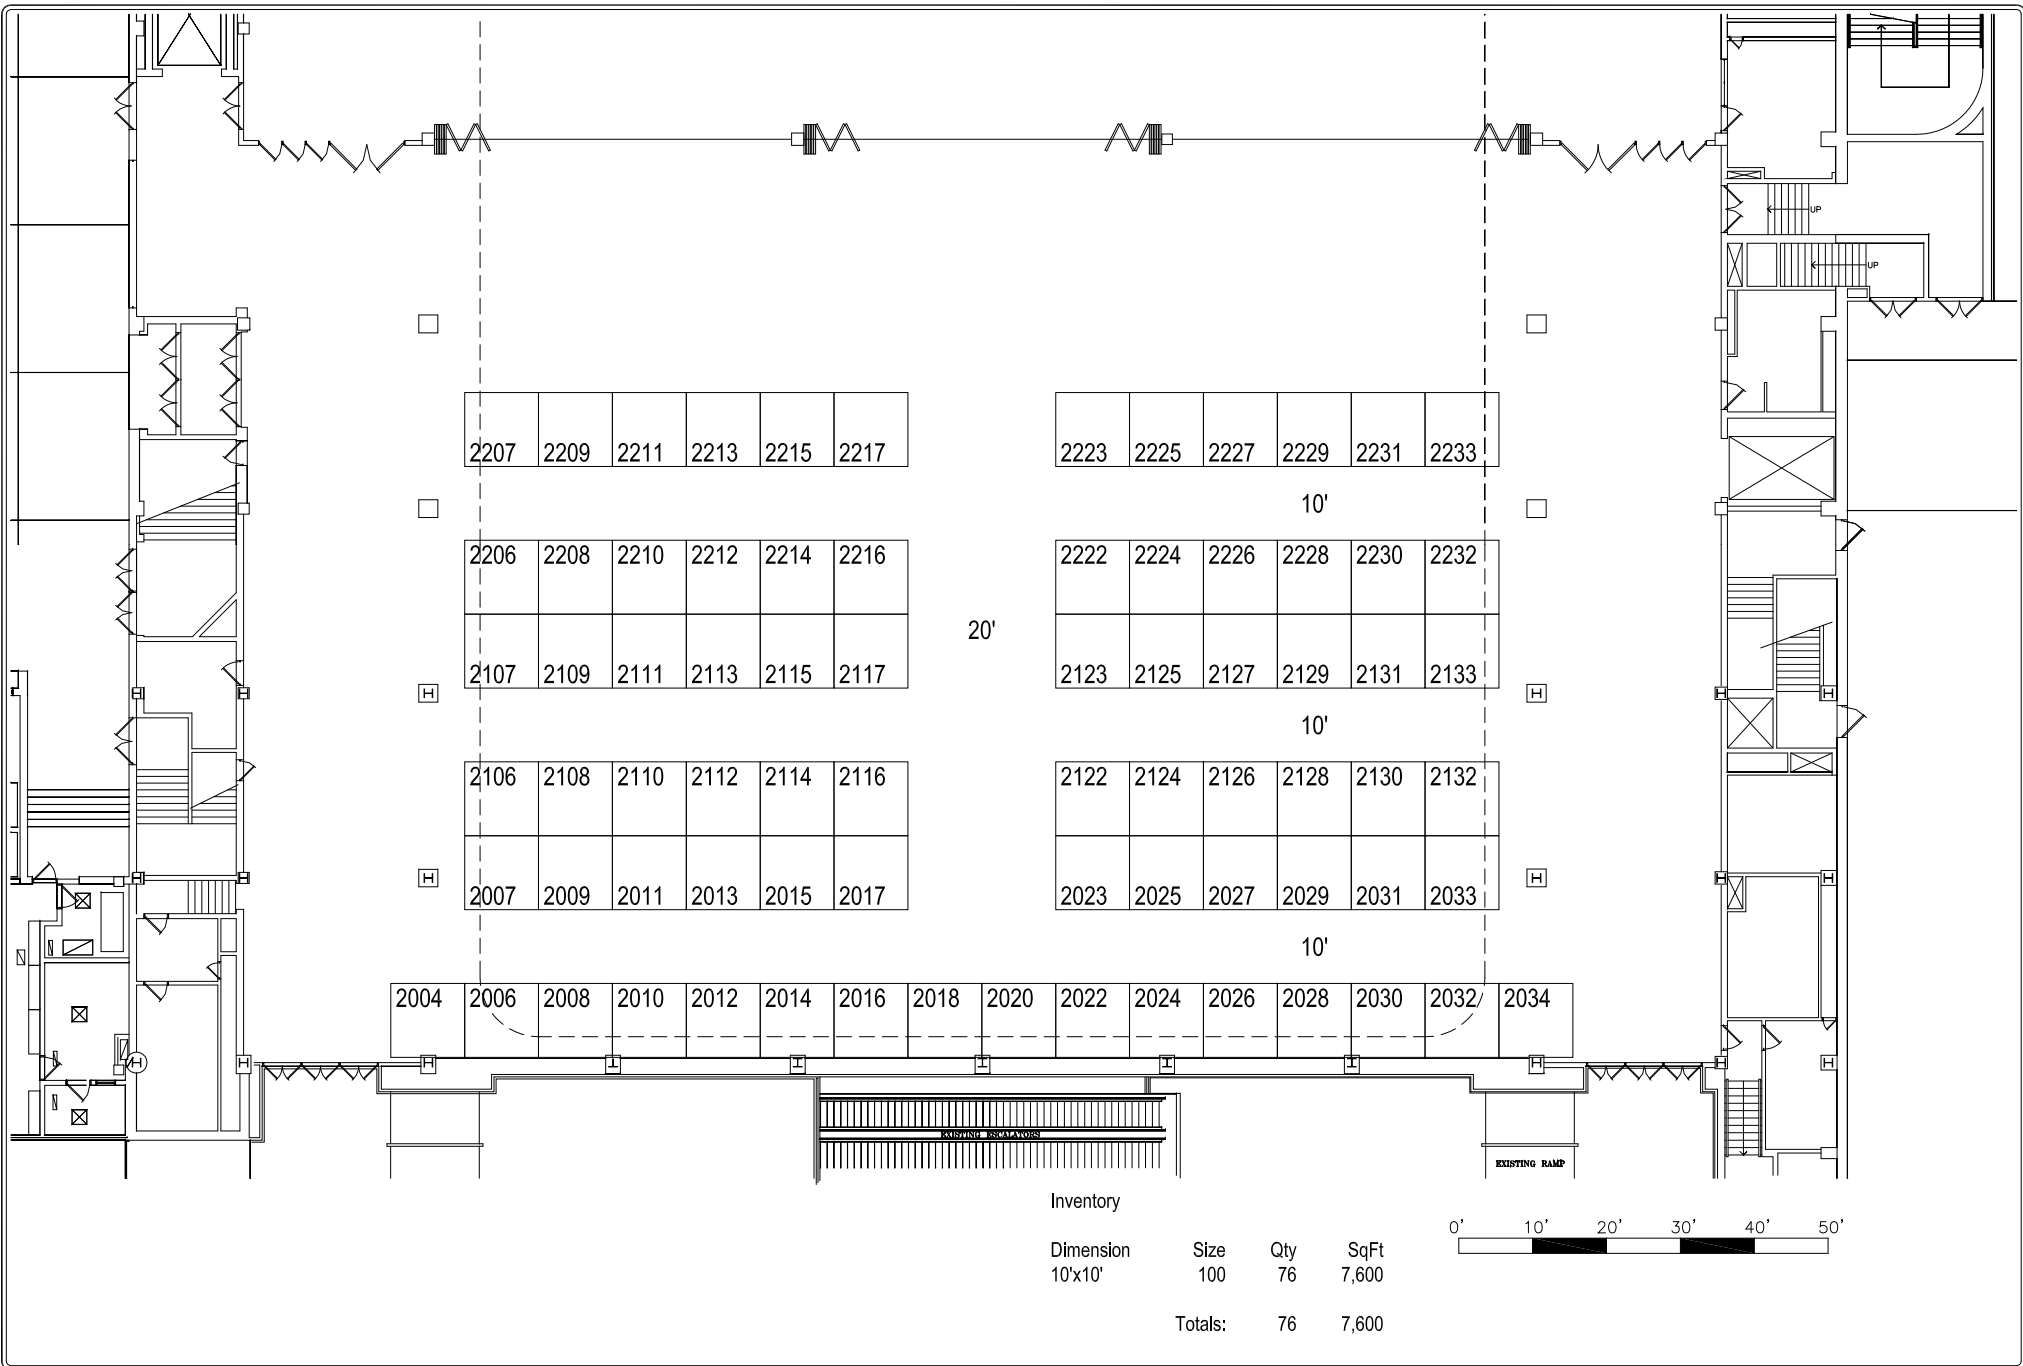 UP
UP
2207 2209 2211 2213 2215 2217 2223 2225 2227 2229 2231 2233
10'
2206 2208 2210 2212 2214 2216 2222 2224 2226 2228 2230 2232
20'
2107 2109 2111 2113 2115 2117 2123 2125 2127 2129 2131 2133
10'
2106 2108 2110 2112 2114 2116 2122 2124 2126 2128 2130 2132
2007 2009 2011 2013 2015 2017 2023 2025 2027 2029 2031 2033
10'
2004 2006 2008 2010 2012 2014 2016 2018 2020 2022 2024 2026 2028 2030 2032 2034
EXISTING ESCALATORS
EXISTING RAMP
Inventory
0' 10' 20' 30' 40' 50'
Dimension Size Qty SqFt
10'x10' 100 76 7,600
Totals: 76 7,600